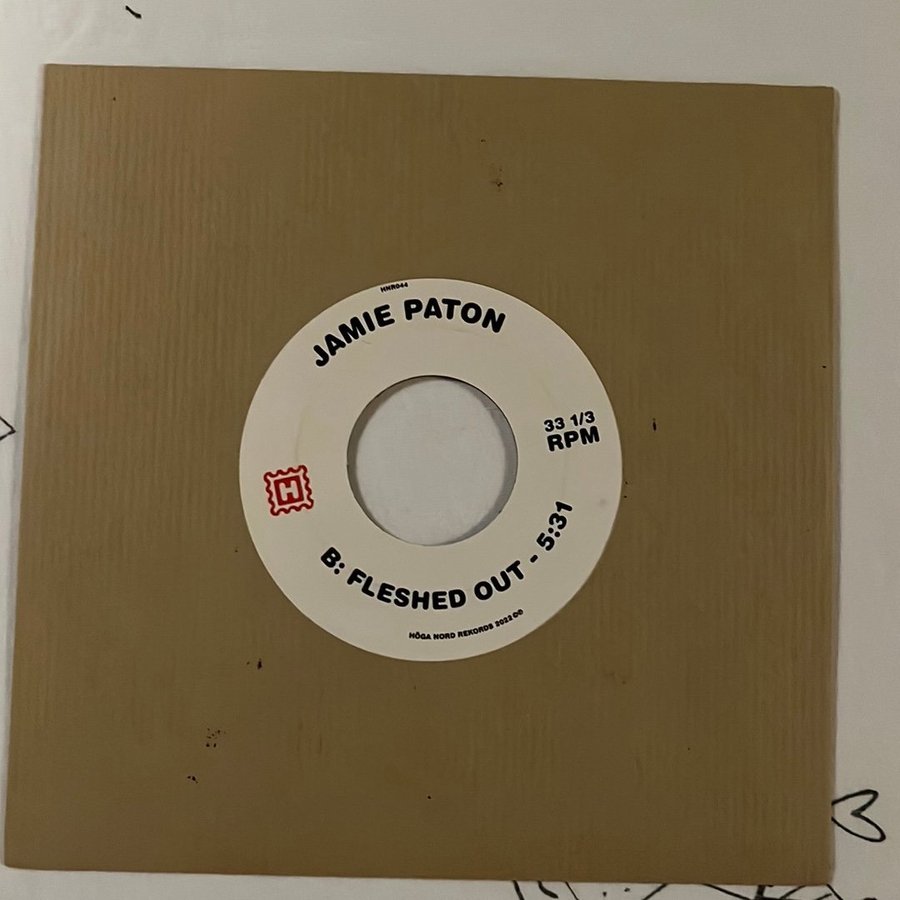 HNR044
JAMIE PATON
33 1/3
RPM
H
B: FLESHED OUT - 5:31
HÖGA NORD REKORDS 2022 ©℗